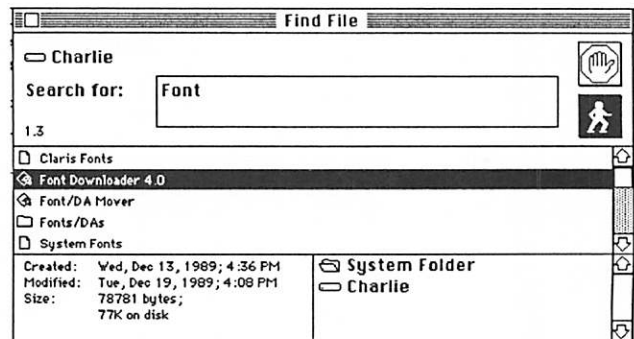 Find File
Charlie
Search for: Font
1.3
Claris Fonts
Font Downloader 4.0
Font/DA Mover
Fonts/DAs
System Fonts
Created: Wed, Dec 13, 1989; 4:36 PM
Modified: Tue, Dec 19, 1989; 4:08 PM
Size: 78781 bytes;
77K on disk
System Folder
Charlie